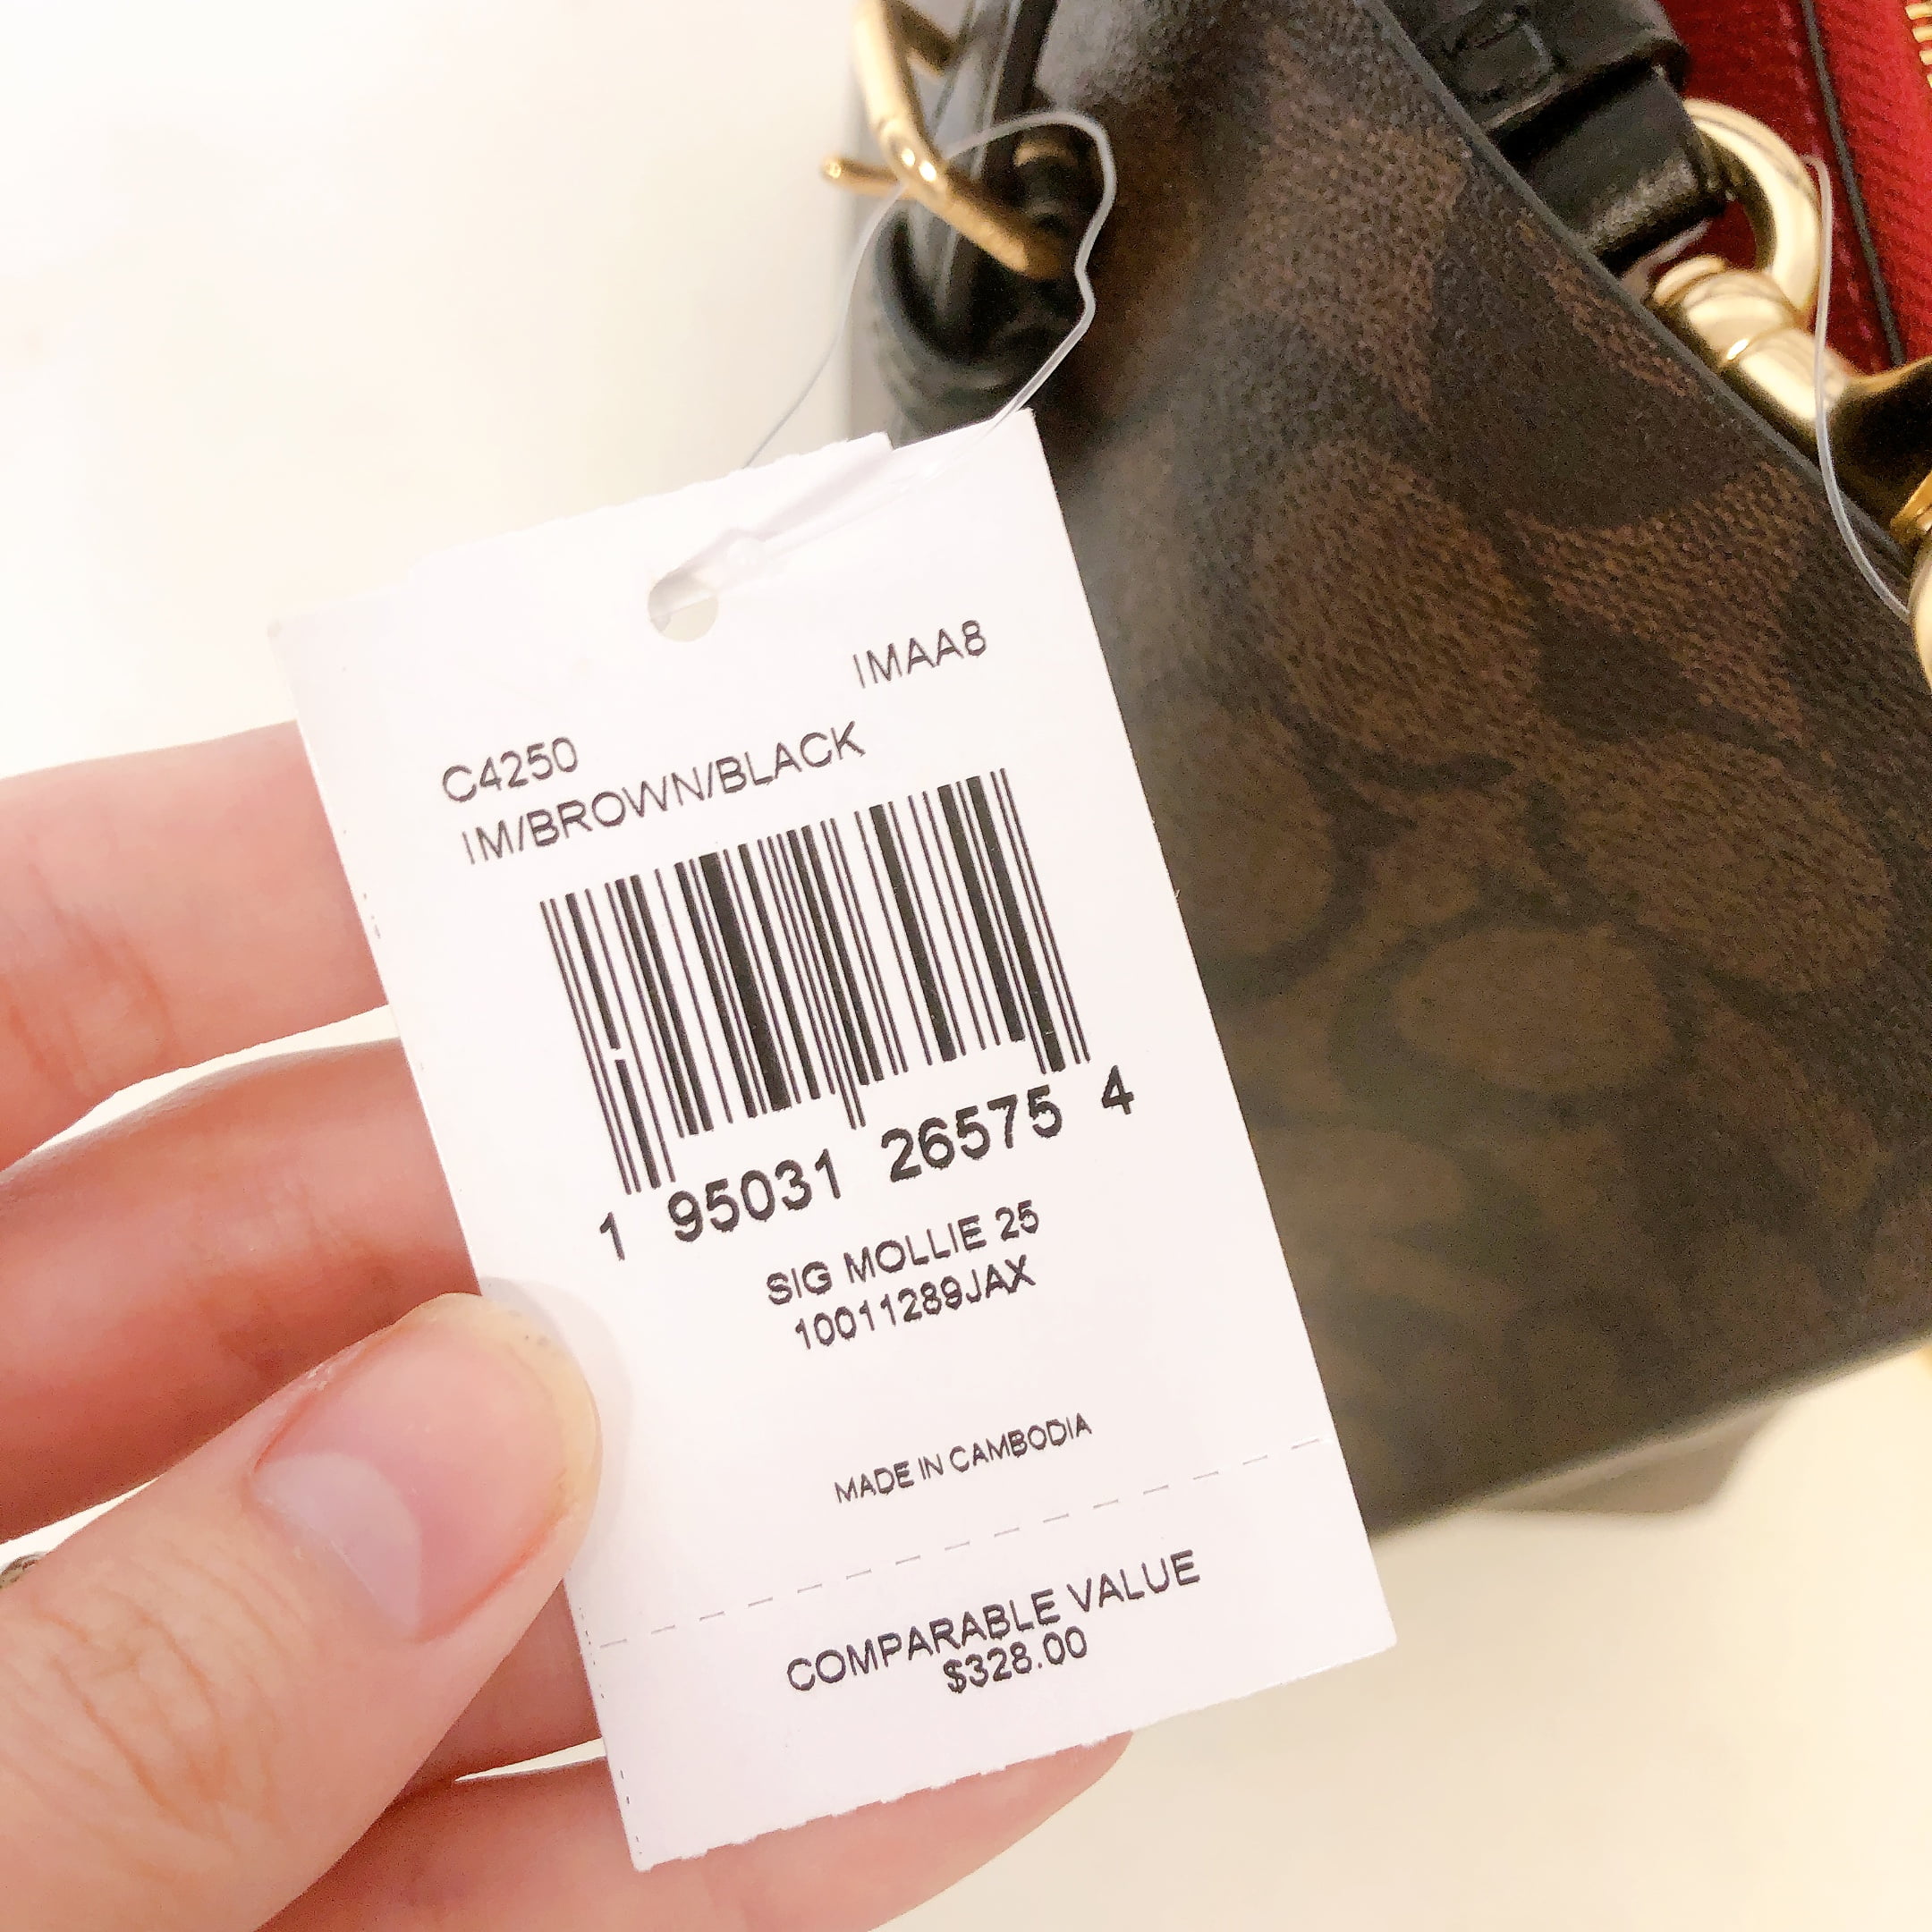 IMAA8
C4250
IM/BROWN/BLACK
1 95031 26575 4
SIG MOLLIE 25
10011289JAX
MADE IN CAMBODIA
COMPARABLE VALUE
$328.00